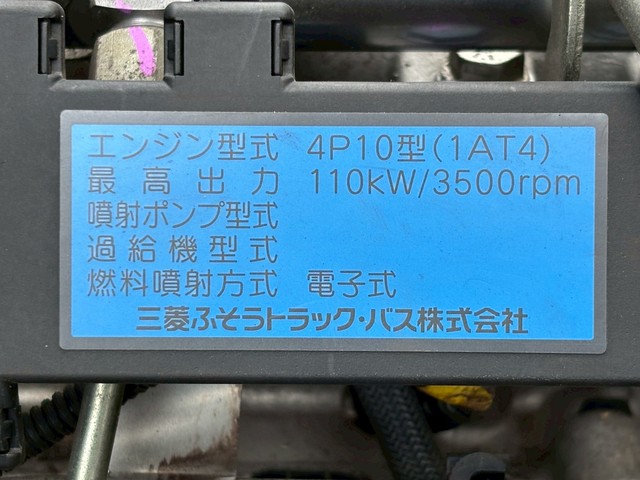 エンジン型式 4P10型(1AT4)
最高出力 110kW/3500rpm
噴射ポンプ型式
過給機型式
燃料噴射方式 電子式
三菱ふそうトラック・バス株式会社